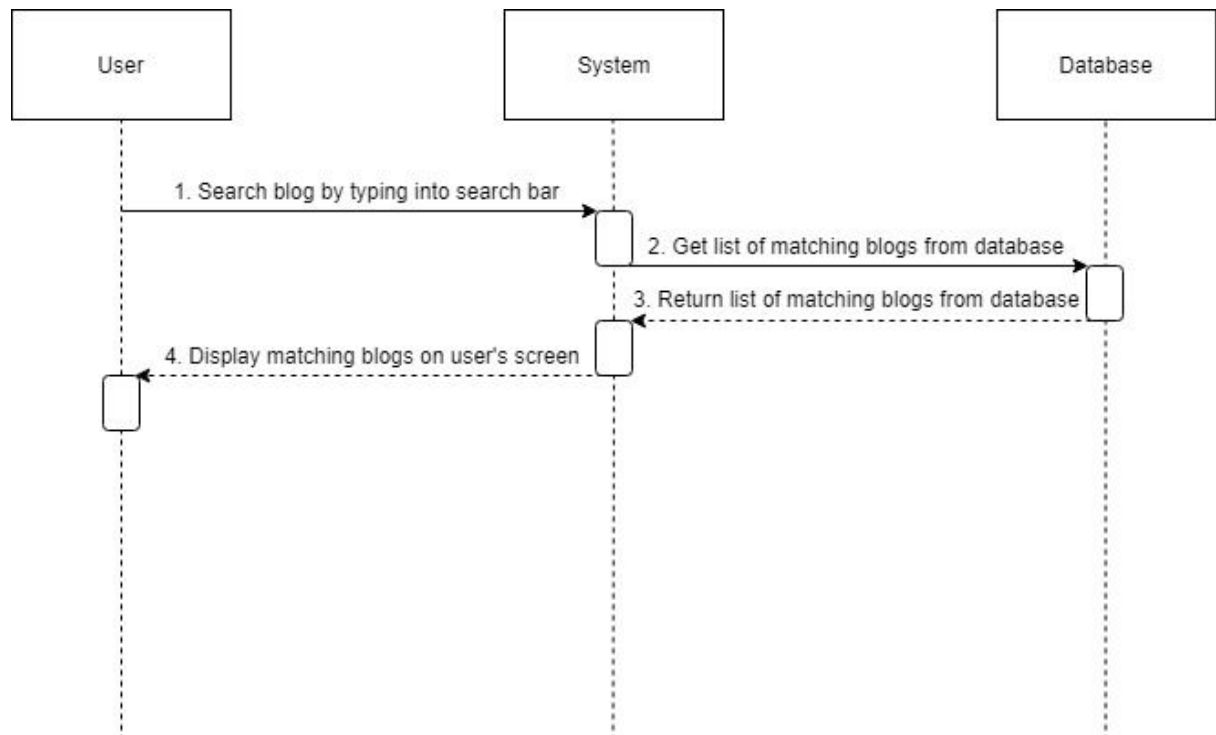 User
System
Database
1. Search blog by typing into search bar
2. Get list of matching blogs from database
3. Return list of matching blogs from database
4. Display matching blogs on user's screen